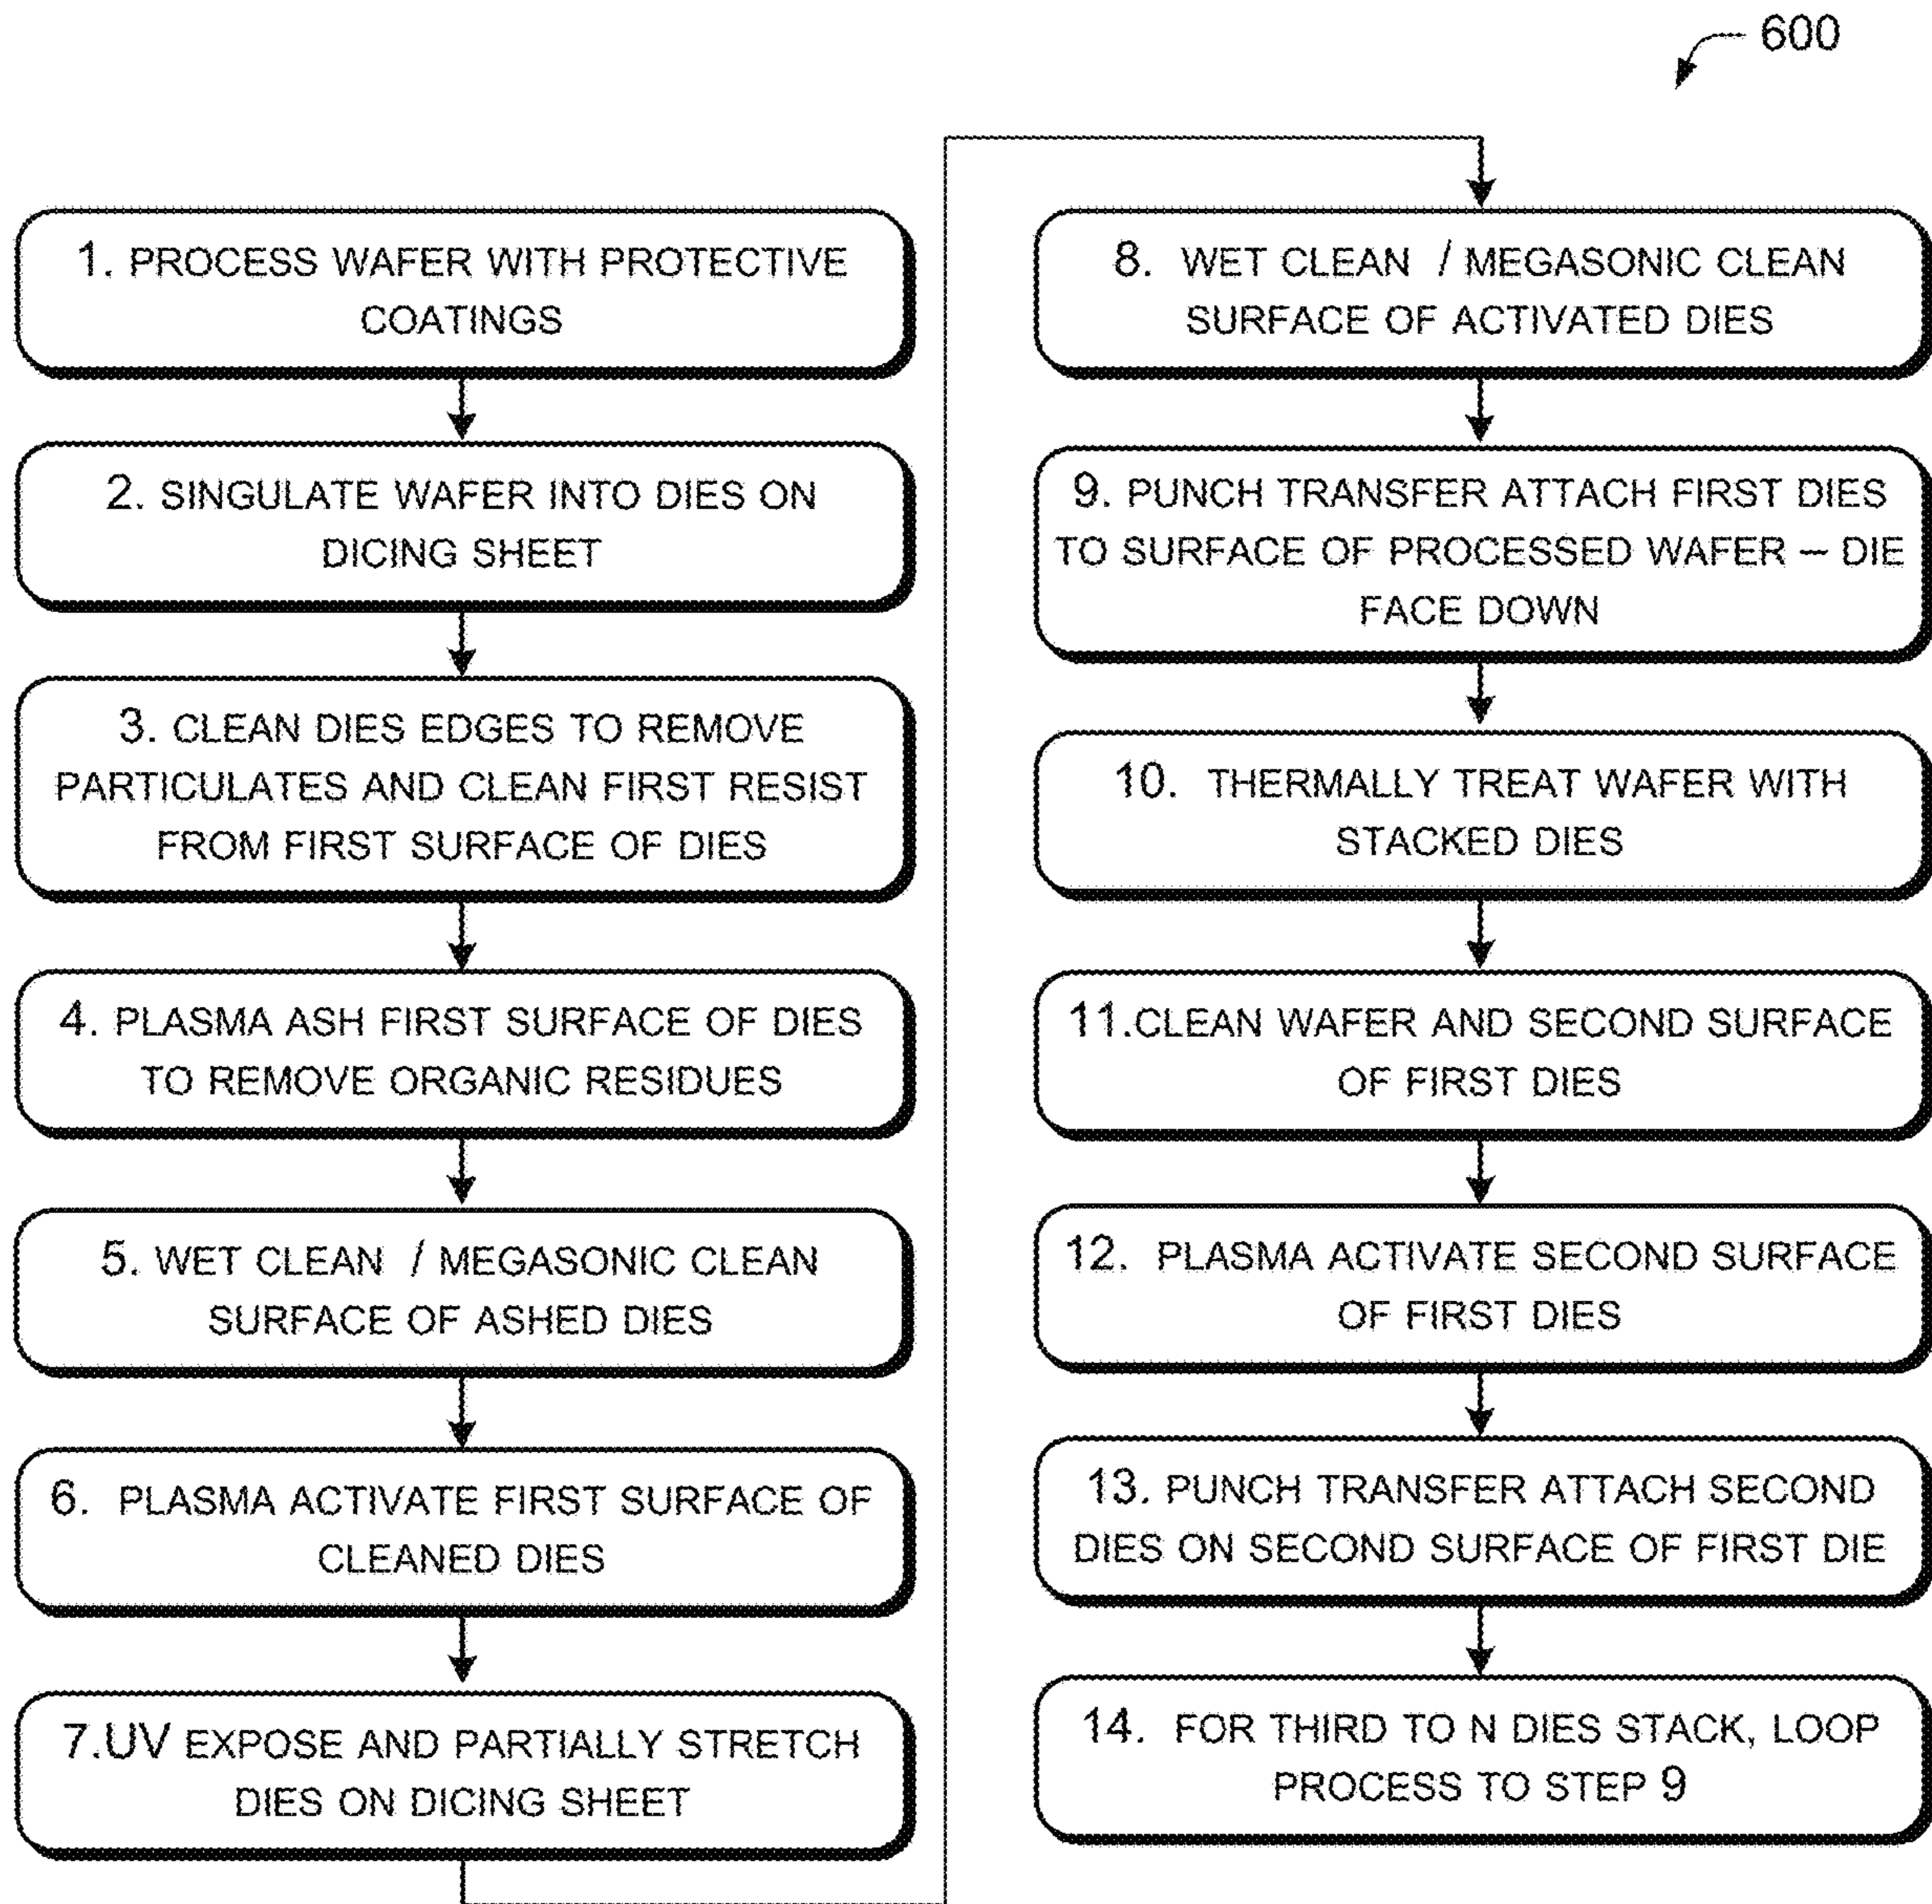 600
1. PROCESS WAFER WITH PROTECTIVE
COATINGS
2. SINGULATE WAFER INTO DIES ON
DICING SHEET
3. CLEAN DIES EDGES TO REMOVE
PARTICULATES AND CLEAN FIRST RESIST
FROM FIRST SURFACE OF DIES
4. PLASMA ASH FIRST SURFACE OF DIES
TO REMOVE ORGANIC RESIDUES
5. WET CLEAN / MEGASONIC CLEAN
SURFACE OF ASHED DIES
6. PLASMA ACTIVATE FIRST SURFACE OF
CLEANED DIES
7.UV EXPOSE AND PARTIALLY STRETCH
DIES ON DICING SHEET
8. WET CLEAN / MEGASONIC CLEAN
SURFACE OF ACTIVATED DIES
9. PUNCH TRANSFER ATTACH FIRST DIES
TO SURFACE OF PROCESSED WAFER – DIE
FACE DOWN
10. THERMALLY TREAT WAFER WITH
STACKED DIES
11.CLEAN WAFER AND SECOND SURFACE
OF FIRST DIES
12. PLASMA ACTIVATE SECOND SURFACE
OF FIRST DIES
13. PUNCH TRANSFER ATTACH SECOND
DIES ON SECOND SURFACE OF FIRST DIE
14. FOR THIRD TO N DIES STACK, LOOP
PROCESS TO STEP 9